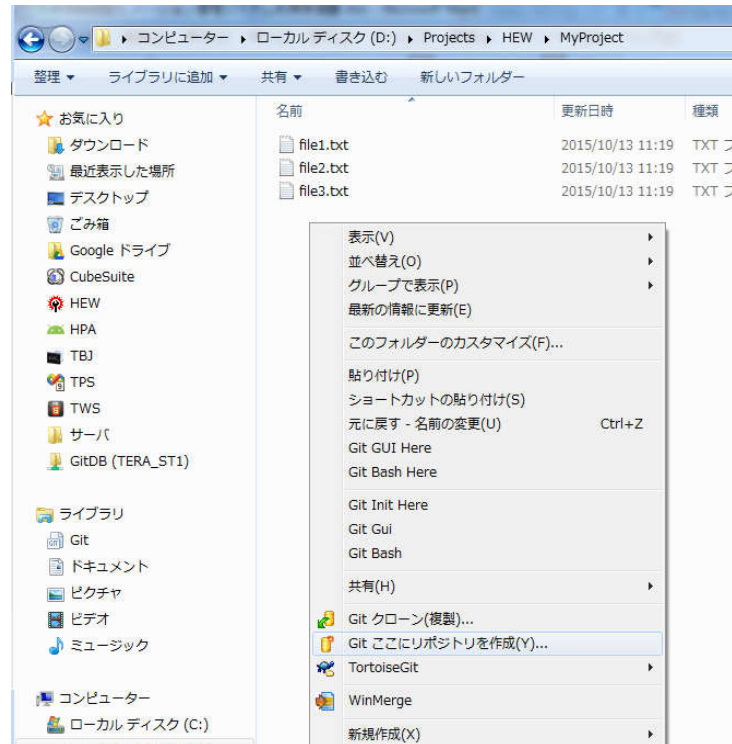 コンピューター ▸ ローカル ディスク (D:) ▸ Projects ▸ HEW ▸ MyProject
整理 ▼ ライブラリに追加 ▼ 共有 ▼ 書き込む 新しいフォルダー
名前 更新日時 種類
file1.txt 2015/10/13 11:19 TXT フ
file2.txt 2015/10/13 11:19 TXT フ
file3.txt 2015/10/13 11:19 TXT フ
お気に入り
ダウンロード
最近表示した場所
デスクトップ
ごみ箱
Google ドライブ
CubeSuite
HEW
HPA
TBJ
TPS
TWS
サーバ
GitDB (TERA_ST1)
ライブラリ
Git
ドキュメント
ピクチャ
ビデオ
ミュージック
コンピューター
ローカル ディスク (C:)
表示(V)
並べ替え(O)
グループで表示(P)
最新の情報に更新(E)
このフォルダーのカスタマイズ(F)...
貼り付け(P)
ショートカットの貼り付け(S)
元に戻す - 名前の変更(U) Ctrl+Z
Git GUI Here
Git Bash Here
Git Init Here
Git Gui
Git Bash
共有(H)
Git クローン(複製)...
Git ここにリポジトリを作成(Y)...
TortoiseGit
WinMerge
新規作成(X)